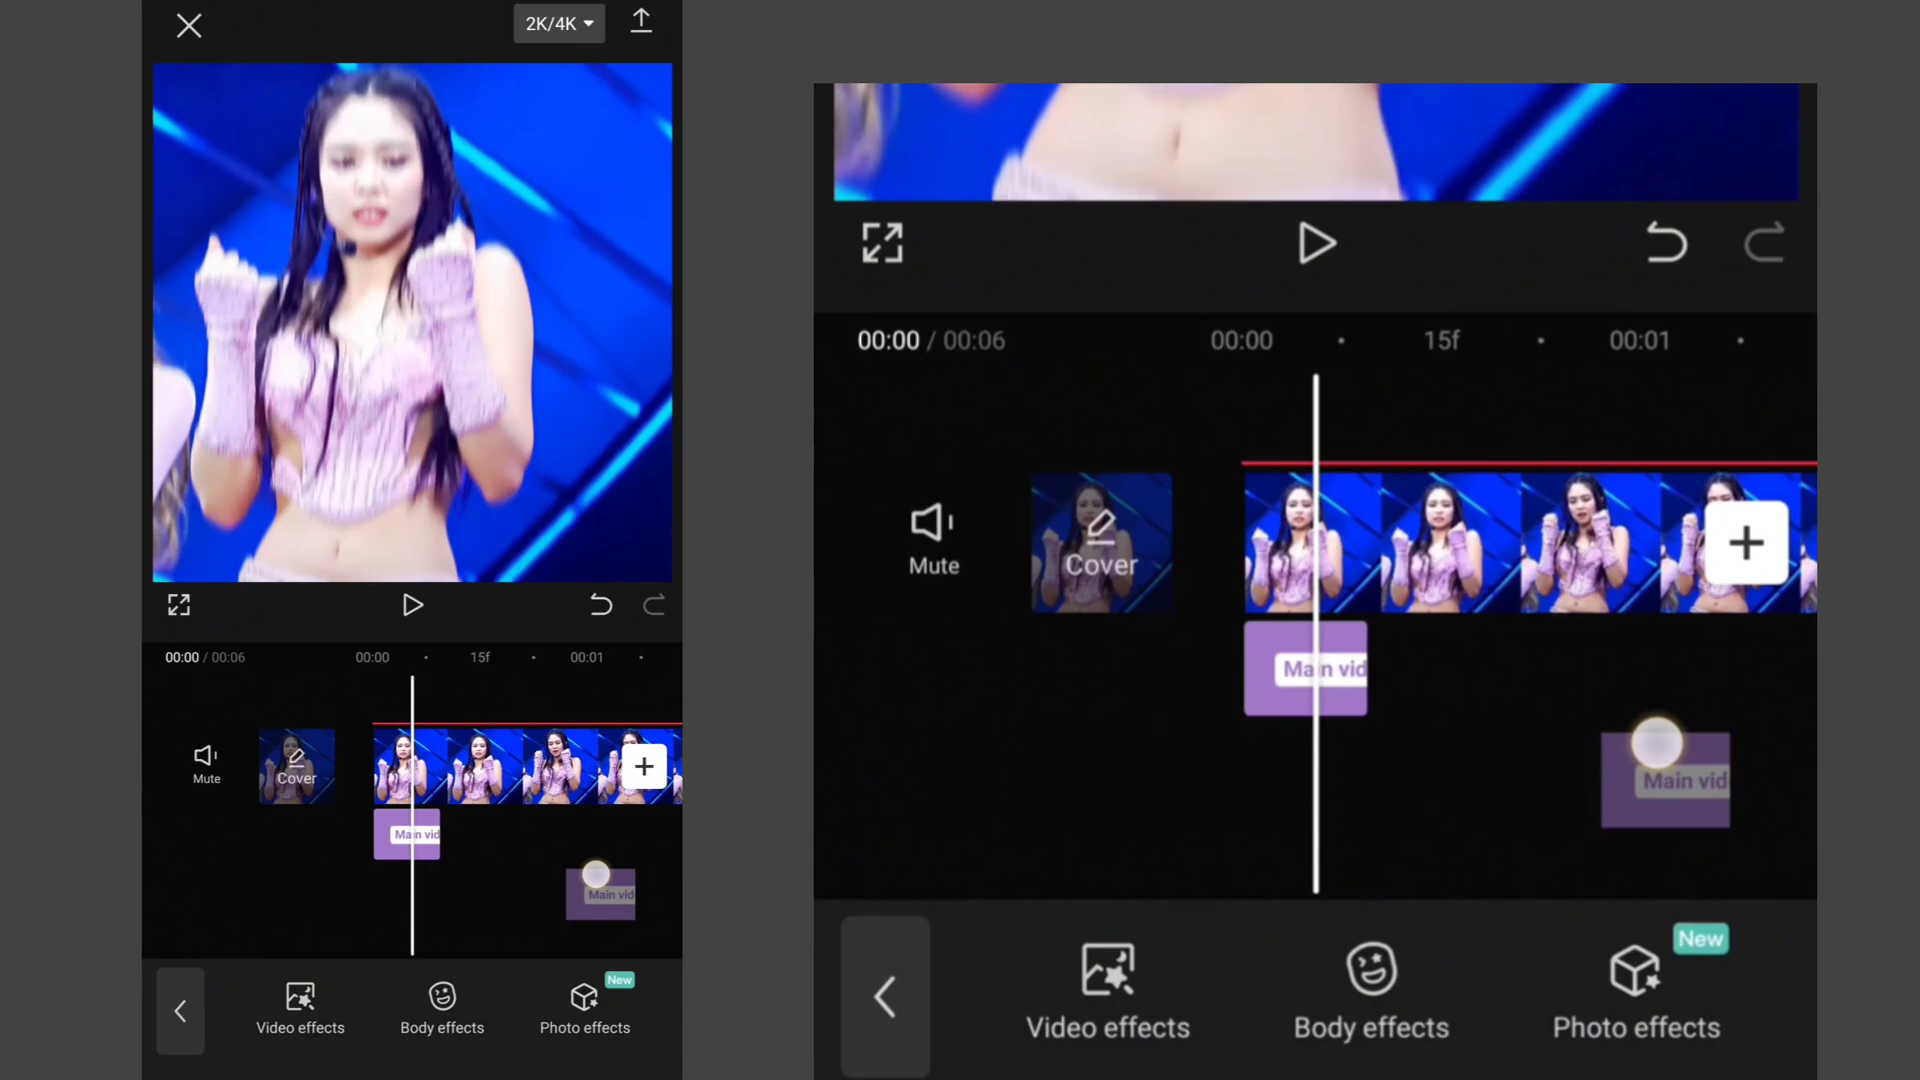 2K/4K
00:00 / 00:06 00:00 15f 00:01
Mute
Cover
Main vid
Main vid
New
Video effects
Body effects
Photo effects
00:00 / 00:06 00:00 15f 00:01
Mute
Cover
Main vid
Main vid
New
Video effects
Body effects
Photo effects